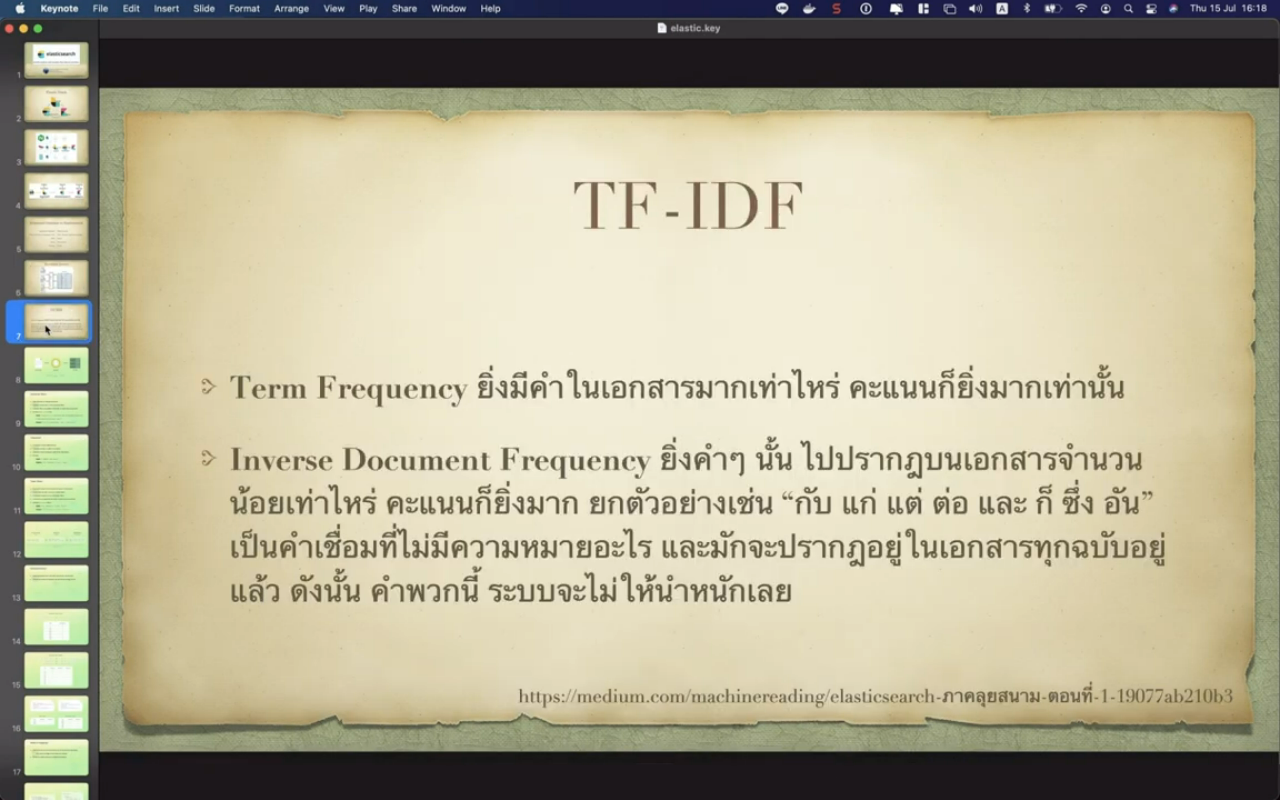 Keynote File Edit Insert Slide Format Arrange View Play Share Window Help
Thu 15 Jul 16:18
elastic.key
elasticsearch
1
2
3
4
5
6
7
8
9
10
11
12
13
14
15
16
17
TF-IDF
Term Frequency ยิ่งมีคำในเอกสารมากเท่าไหร่ คะแนนก็ยิ่งมากเท่านั้น
Inverse Document Frequency ยิ่งคำๆ นั้น ไปปรากฎบนเอกสารจำนวน
น้อยเท่าไหร่ คะแนนก็ยิ่งมาก ยกตัวอย่างเช่น “กับ แก่ แต่ ต่อ และ ก็ ซึ่ง อัน”
เป็นคำเชื่อมที่ไม่มีความหมายอะไร และมักจะปรากฎอยู่ในเอกสารทุกฉบับอยู่
แล้ว ดังนั้น คำพวกนี้ ระบบจะไม่ให้น้ำหนักเลย
https://medium.com/machinereading/elasticsearch-ภาคลุยสนาม-ตอนที่-1-19077ab210b3